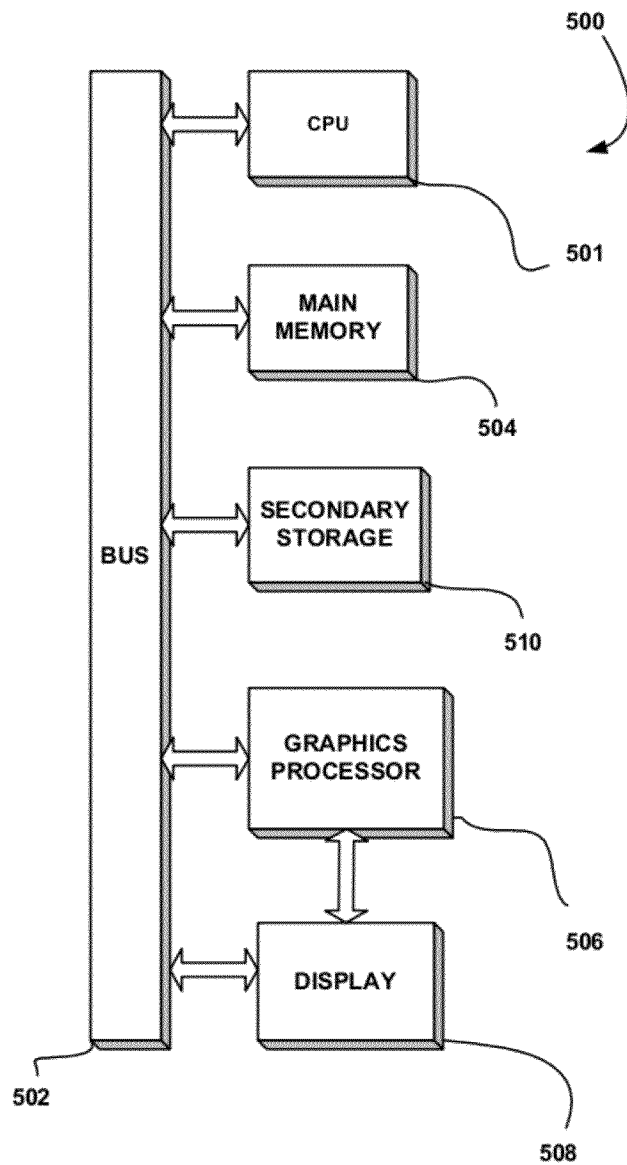 500
CPU
501
MAIN
MEMORY
504
SECONDARY
STORAGE
BUS
510
GRAPHICS
PROCESSOR
506
DISPLAY
502
508